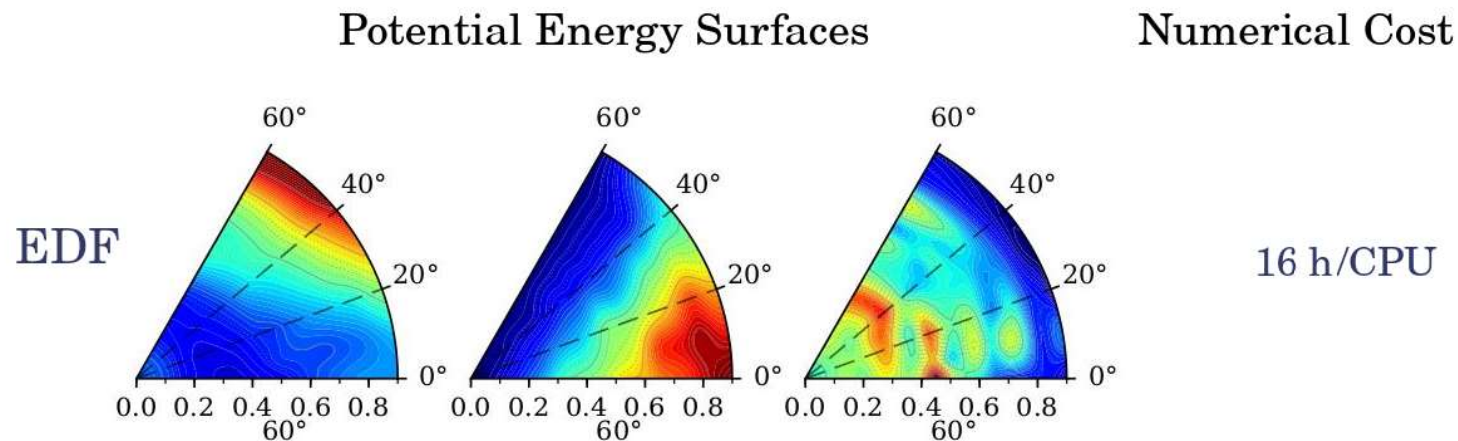 Potential Energy Surfaces Numerical Cost
60° 60° 60°
40° 40° 40°
EDF 20° 20° 20° 16 h/CPU
0° 0° 0°
0.0 0.2 0.4 0.6 0.8 0.0 0.2 0.4 0.6 0.8 0.0 0.2 0.4 0.6 0.8
60° 60° 60°